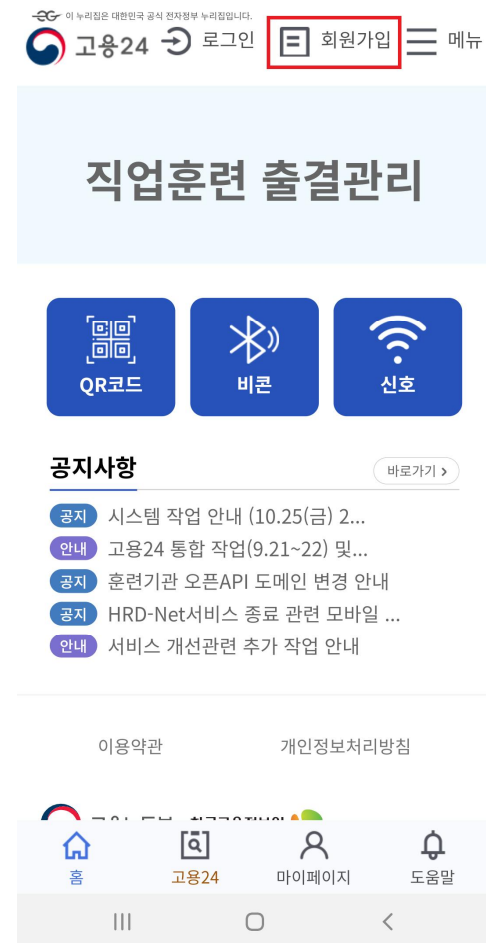 이 누리집은 대한민국 공식 전자정부 누리집입니다.
고용24 로그인 회원가입 메뉴
직업훈련 출결관리
QR코드 비콘 신호
공지사항 바로가기 >
공지 시스템 작업 안내 (10.25(금) 2...
안내 고용24 통합 작업(9.21~22) 및...
공지 훈련기관 오픈API 도메인 변경 안내
공지 HRD-Net서비스 종료 관련 모바일 ...
안내 서비스 개선관련 추가 작업 안내
이용약관 개인정보처리방침
홈 고용24 마이페이지 도움말